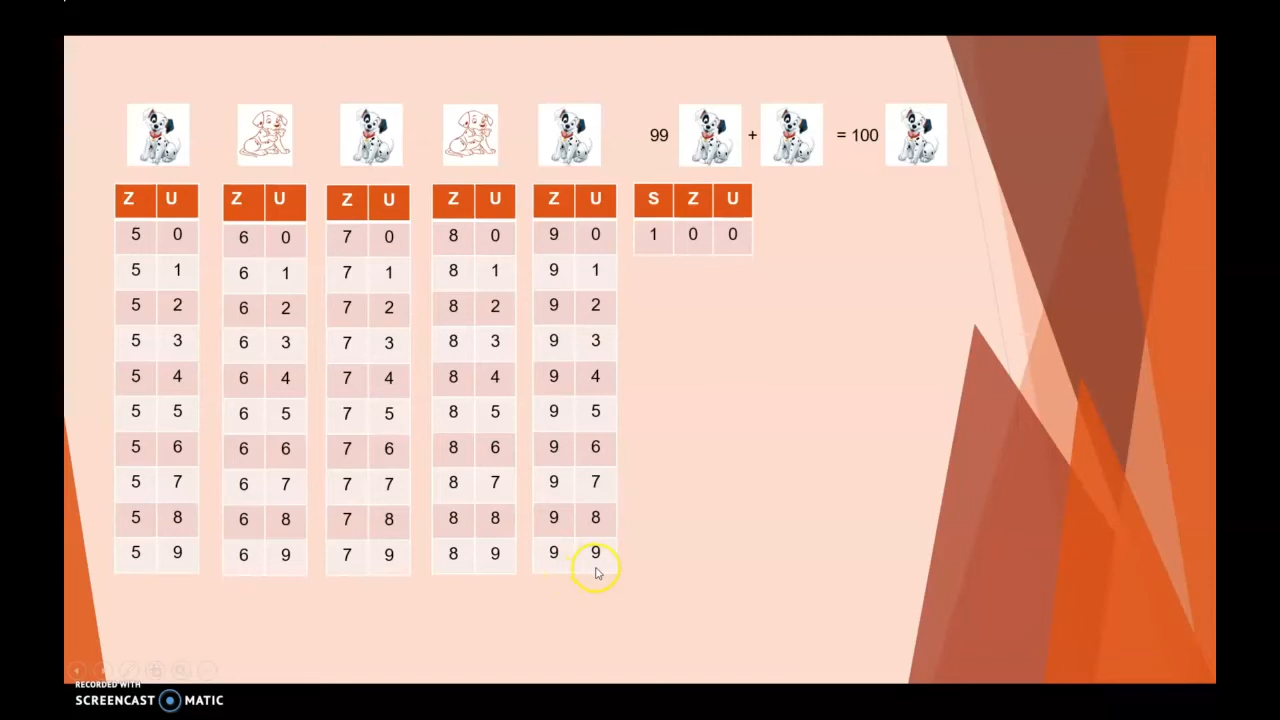 99 + = 100
Z U Z U Z U Z U Z U S Z U
5 0 6 0 7 0 8 0 9 0 1 0 0
5 1 6 1 7 1 8 1 9 1
5 2 6 2 7 2 8 2 9 2
5 3 6 3 7 3 8 3 9 3
5 4 6 4 7 4 8 4 9 4
5 5 6 5 7 5 8 5 9 5
5 6 6 6 7 6 8 6 9 6
5 7 6 7 7 7 8 7 9 7
5 8 6 8 7 8 8 8 9 8
5 9 6 9 7 9 8 9 9 9
RECORDED WITH
SCREENCAST MATIC